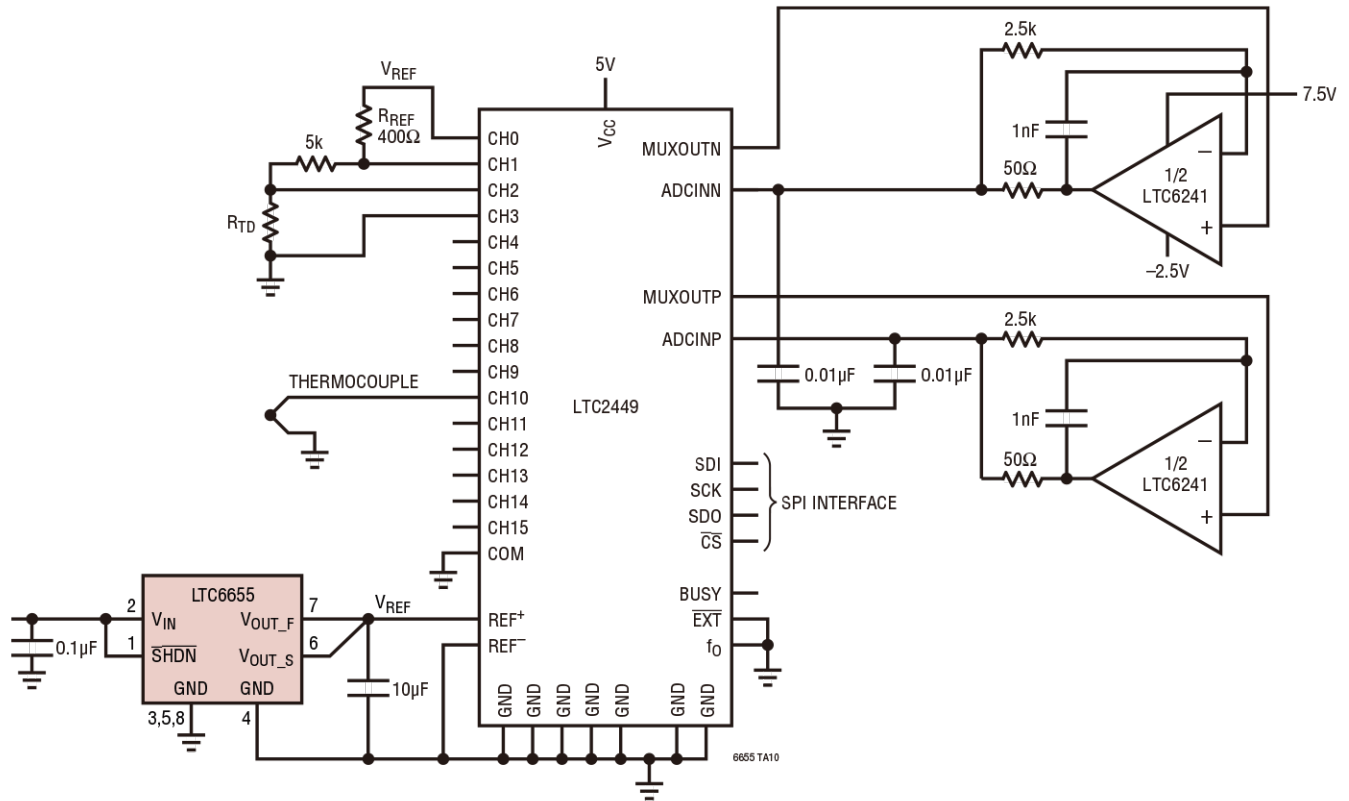 2.5k
5V
VREF
7.5V
RREF
400Ω
VCC
CH0
1nF
5k
MUXOUTN
CH1
50Ω
1/2
LTC6241
−
+
ADCINN
CH2
RTD
CH3
CH4
−2.5V
CH5
CH6
MUXOUTP
CH7
2.5k
CH8
ADCINP
CH9
0.01µF
0.01µF
THERMOCOUPLE
CH10
LTC2449
CH11
1nF
CH12
50Ω
1/2
LTC6241
−
+
CH13
CH14
CH15
COM
SDI
SCK
SDO
CS
SPI INTERFACE
LTC6655
2
VIN
1
SHDN
VOUT_F
7
VOUT_S
6
GND
GND
3,5,8
4
0.1µF
VREF
10µF
REF+
REF−
BUSY
EXT
fO
GND
GND
GND
GND
GND
GND
GND
6655 TA10